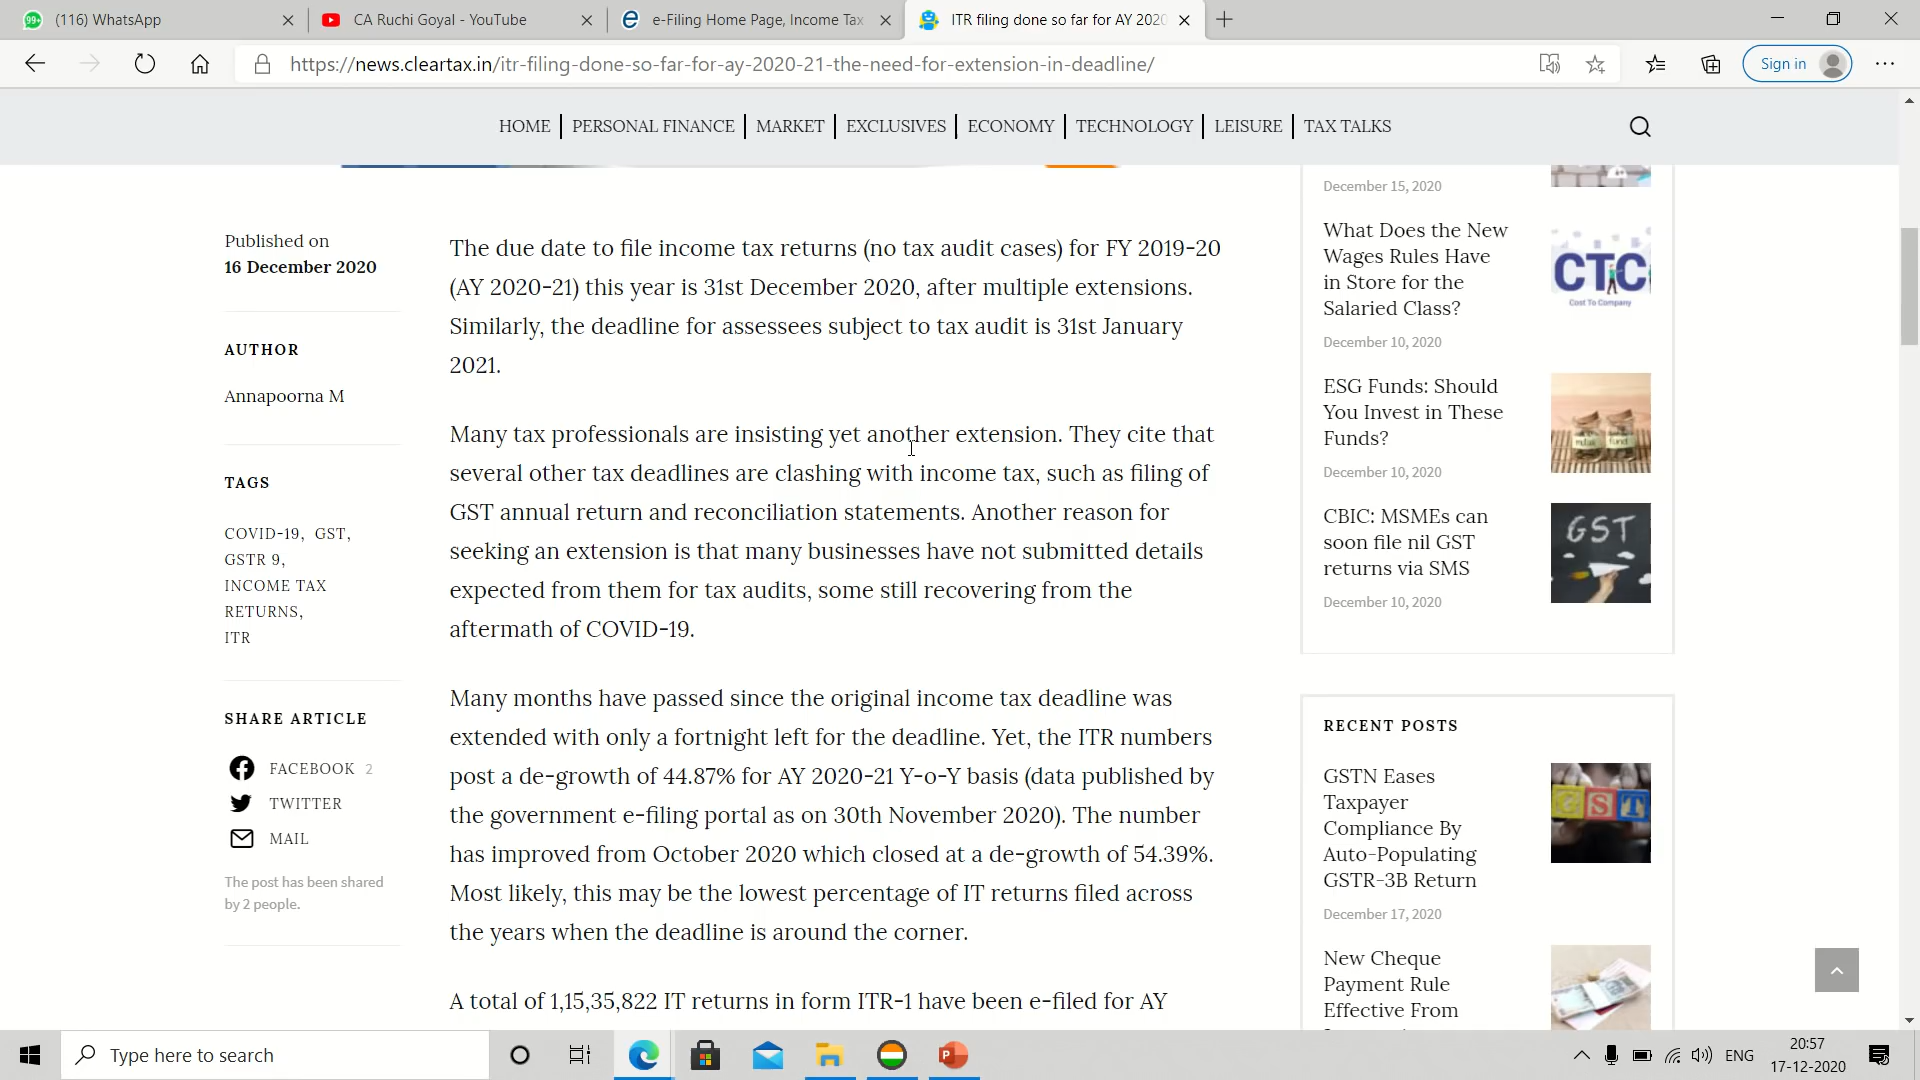 (116) WhatsApp
CA Ruchi Goyal - YouTube
e-Filing Home Page, Income Tax
ITR filing done so far for AY 2020
https://news.cleartax.in/itr-filing-done-so-far-for-ay-2020-21-the-need-for-extension-in-deadline/
Sign in
HOME
PERSONAL FINANCE
MARKET
EXCLUSIVES
ECONOMY
TECHNOLOGY
LEISURE
TAX TALKS
Published on
16 December 2020
AUTHOR
Annapoorna M
TAGS
COVID-19, GST,
GSTR 9,
INCOME TAX
RETURNS,
ITR
SHARE ARTICLE
FACEBOOK 2
TWITTER
MAIL
The post has been shared
by 2 people.
The due date to file income tax returns (no tax audit cases) for FY 2019-20
(AY 2020-21) this year is 31st December 2020, after multiple extensions.
Similarly, the deadline for assessees subject to tax audit is 31st January
2021.
Many tax professionals are insisting yet another extension. They cite that
several other tax deadlines are clashing with income tax, such as filing of
GST annual return and reconciliation statements. Another reason for
seeking an extension is that many businesses have not submitted details
expected from them for tax audits, some still recovering from the
aftermath of COVID-19.
Many months have passed since the original income tax deadline was
extended with only a fortnight left for the deadline. Yet, the ITR numbers
post a de-growth of 44.87% for AY 2020-21 Y-o-Y basis (data published by
the government e-filing portal as on 30th November 2020). The number
has improved from October 2020 which closed at a de-growth of 54.39%.
Most likely, this may be the lowest percentage of IT returns filed across
the years when the deadline is around the corner.
A total of 1,15,35,822 IT returns in form ITR-1 have been e-filed for AY
December 15, 2020
What Does the New
Wages Rules Have
in Store for the
Salaried Class?
December 10, 2020
CTC
Cost To Company
ESG Funds: Should
You Invest in These
Funds?
December 10, 2020
CBIC: MSMEs can
soon file nil GST
returns via SMS
December 10, 2020
GST
RECENT POSTS
GSTN Eases
Taxpayer
Compliance By
Auto-Populating
GSTR-3B Return
December 17, 2020
GST
New Cheque
Payment Rule
Effective From
Type here to search
ENG
20:57
17-12-2020